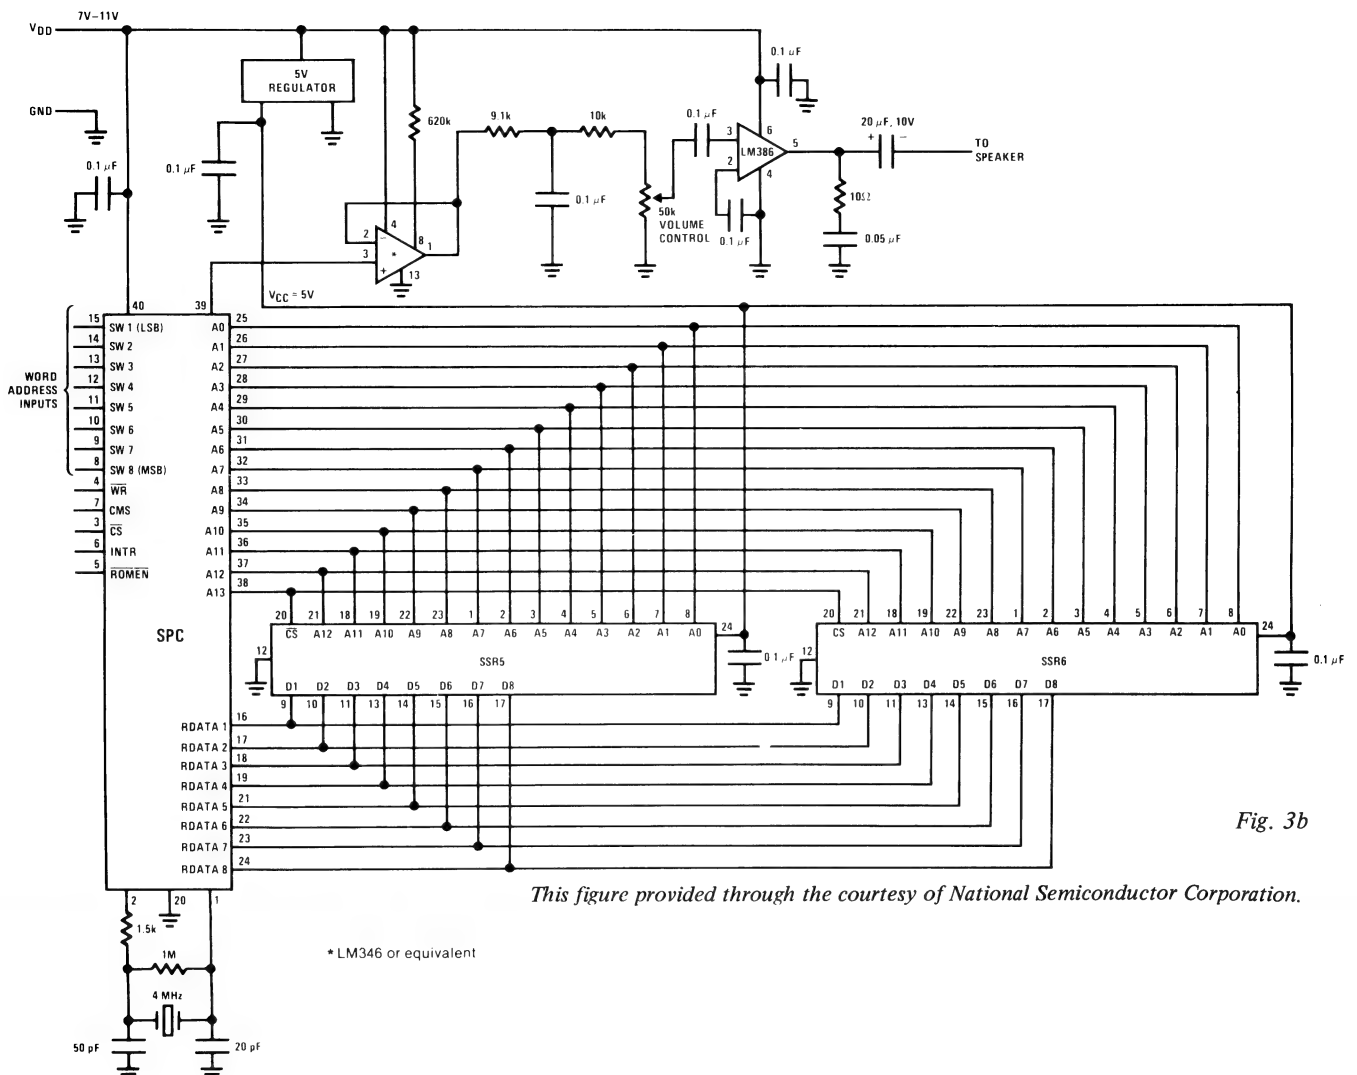 7V–11V
VDD
5V
REGULATOR
GND
0.1 µF
0.1 µF
620k
9.1k
10k
0.1 µF
50k
VOLUME
CONTROL
0.1 µF
3
2
LM386
6
5
4
0.1 µF
0.1 µF
20 µF, 10V
+
−
TO
SPEAKER
10Ω
0.05 µF
2
3
−
+
*
4
8
1
13
VCC = 5V
40
39
WORD
ADDRESS
INPUTS
15 SW 1 (LSB) A0 25
14 SW 2 A1 26
13 SW 3 A2 27
12 SW 4 A3 28
11 SW 5 A4 29
10 SW 6 A5 30
9 SW 7 A6 31
8 SW 8 (MSB) A7 32
4 W̅R̅ A8 33
7 CMS A9 34
3 C̅S̅ A10 35
6 INTR A11 36
5 R̅O̅M̅E̅N̅ A12 37
A13 38
SPC
20 21 18 19 22 23 1 2 3 4 5 6 7 8
C̅S̅ A12 A11 A10 A9 A8 A7 A6 A5 A4 A3 A2 A1 A0
24
12
SSR5
0.1 µF
D1 D2 D3 D4 D5 D6 D7 D8
9 10 11 13 14 15 16 17
20 21 18 19 22 23 1 2 3 4 5 6 7 8
CS A12 A11 A10 A9 A8 A7 A6 A5 A4 A3 A2 A1 A0
24
12
SSR6
0.1 µF
D1 D2 D3 D4 D5 D6 D7 D8
9 10 11 13 14 15 16 17
RDATA 1 16
RDATA 2 17
RDATA 3 18
RDATA 4 19
RDATA 5 21
RDATA 6 22
RDATA 7 23
RDATA 8 24
2
20
1
1.5k
1M
4 MHz
50 pF
20 pF
Fig. 3b
This figure provided through the courtesy of National Semiconductor Corporation.
* LM346 or equivalent